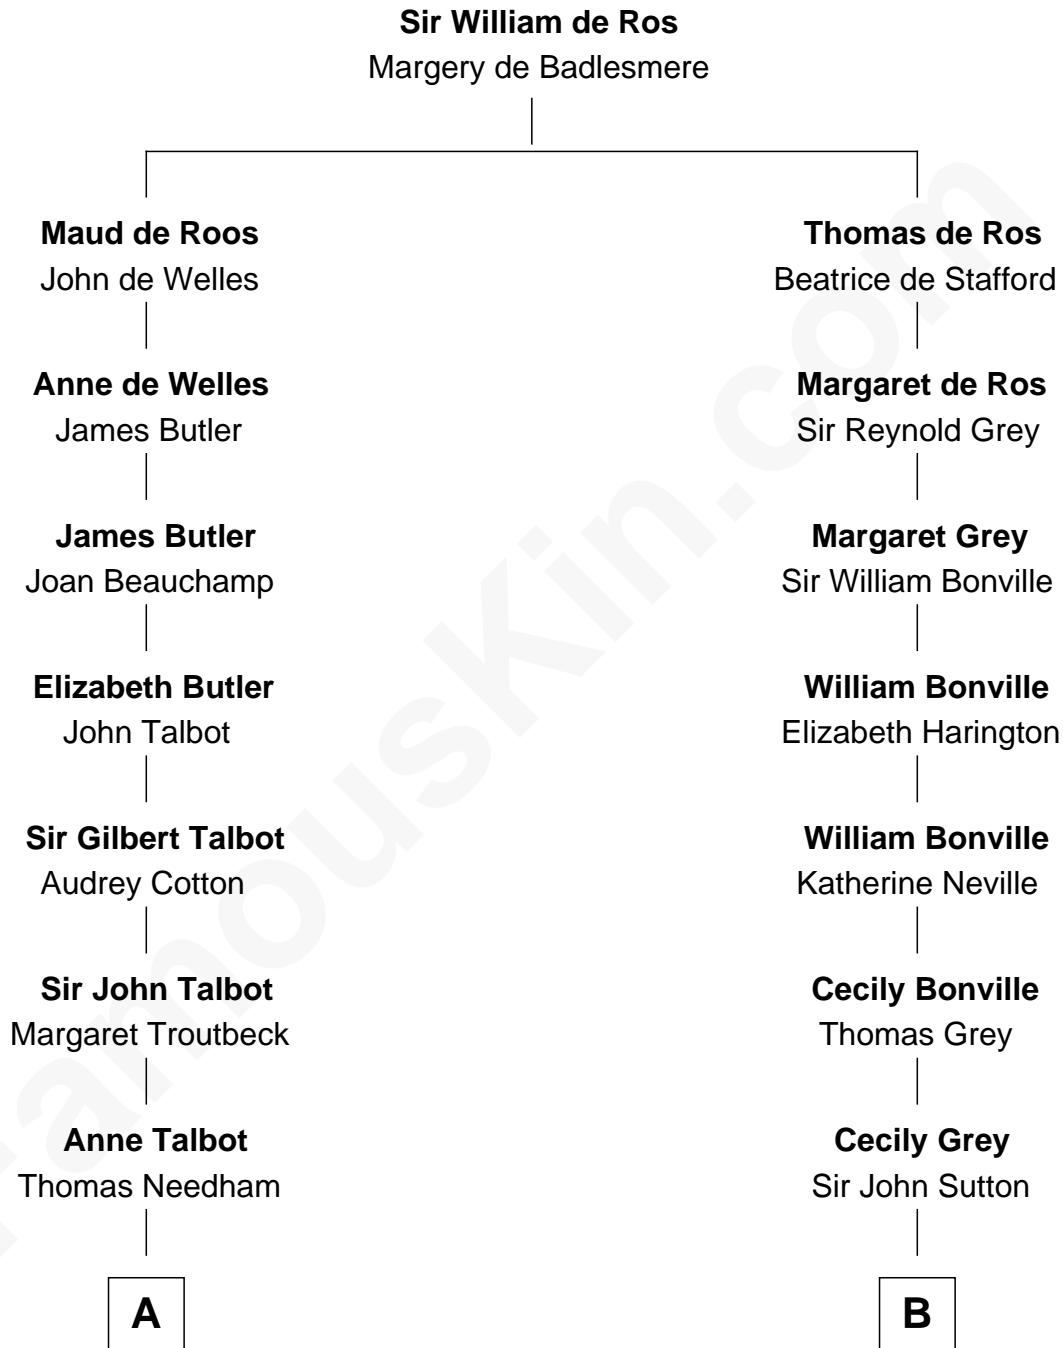 Sir William de Ros
Margery de Badlesmere
Maud de Roos
John de Welles
Anne de Welles
James Butler
James Butler
Joan Beauchamp
Elizabeth Butler
John Talbot
Sir Gilbert Talbot
Audrey Cotton
Sir John Talbot
Margaret Troutbeck
Anne Talbot
Thomas Needham
A
Thomas de Ros
Beatrice de Stafford
Margaret de Ros
Sir Reynold Grey
Margaret Grey
Sir William Bonville
William Bonville
Elizabeth Harington
William Bonville
Katherine Neville
Cecily Bonville
Thomas Grey
Cecily Grey
Sir John Sutton
B
FamousKin.com